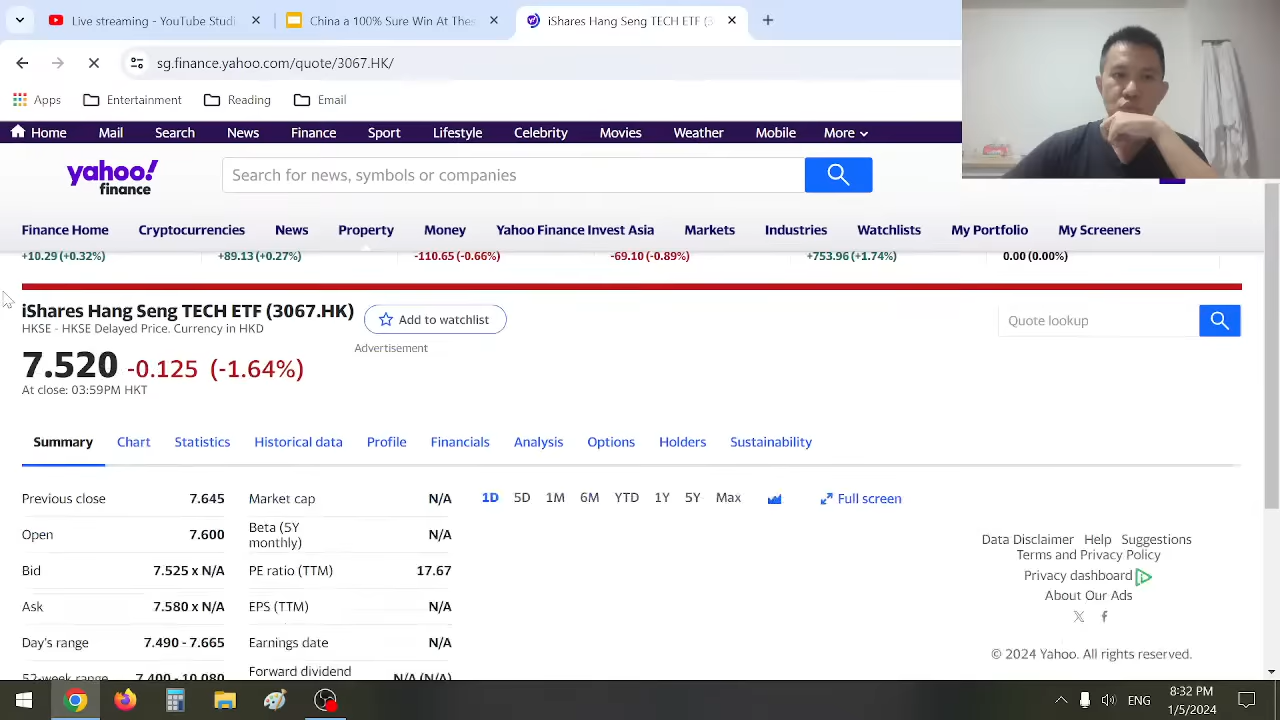 Live streaming - YouTube Studi
China a 100% Sure Win At Thes
iShares Hang Seng TECH ETF (3
sg.finance.yahoo.com/quote/3067.HK/
Apps Entertainment Reading Email
Home Mail Search News Finance Sport Lifestyle Celebrity Movies Weather Mobile More
yahoo!
finance
Search for news, symbols or companies
Finance Home Cryptocurrencies News Property Money Yahoo Finance Invest Asia Markets Industries Watchlists My Portfolio My Screeners
+10.29 (+0.32%) +89.13 (+0.27%) -110.65 (-0.66%) -69.10 (-0.89%) +753.96 (+1.74%) 0.00 (0.00%)
iShares Hang Seng TECH ETF (3067.HK)
Add to watchlist
Quote lookup
HKSE - HKSE Delayed Price. Currency in HKD
Advertisement
7.520 -0.125 (-1.64%)
At close: 03:59PM HKT
Summary Chart Statistics Historical data Profile Financials Analysis Options Holders Sustainability
Previous close 7.645
Open 7.600
Bid 7.525 x N/A
Ask 7.580 x N/A
Day's range 7.490 - 7.665
52-week range 7.400 - 10.080
Market cap N/A
Beta (5Y
monthly) N/A
PE ratio (TTM) 17.67
EPS (TTM) N/A
Earnings date N/A
Forward dividend
N/A (N/A)
1D 5D 1M 6M YTD 1Y 5Y Max Full screen
Data Disclaimer Help Suggestions
Terms and Privacy Policy
Privacy dashboard
About Our Ads
© 2024 Yahoo. All rights reserved.
ENG
8:32 PM
1/5/2024